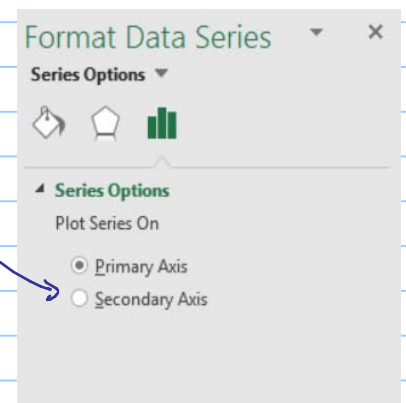 Format Data Series
Series Options
Series Options
Plot Series On
Primary Axis
Secondary Axis